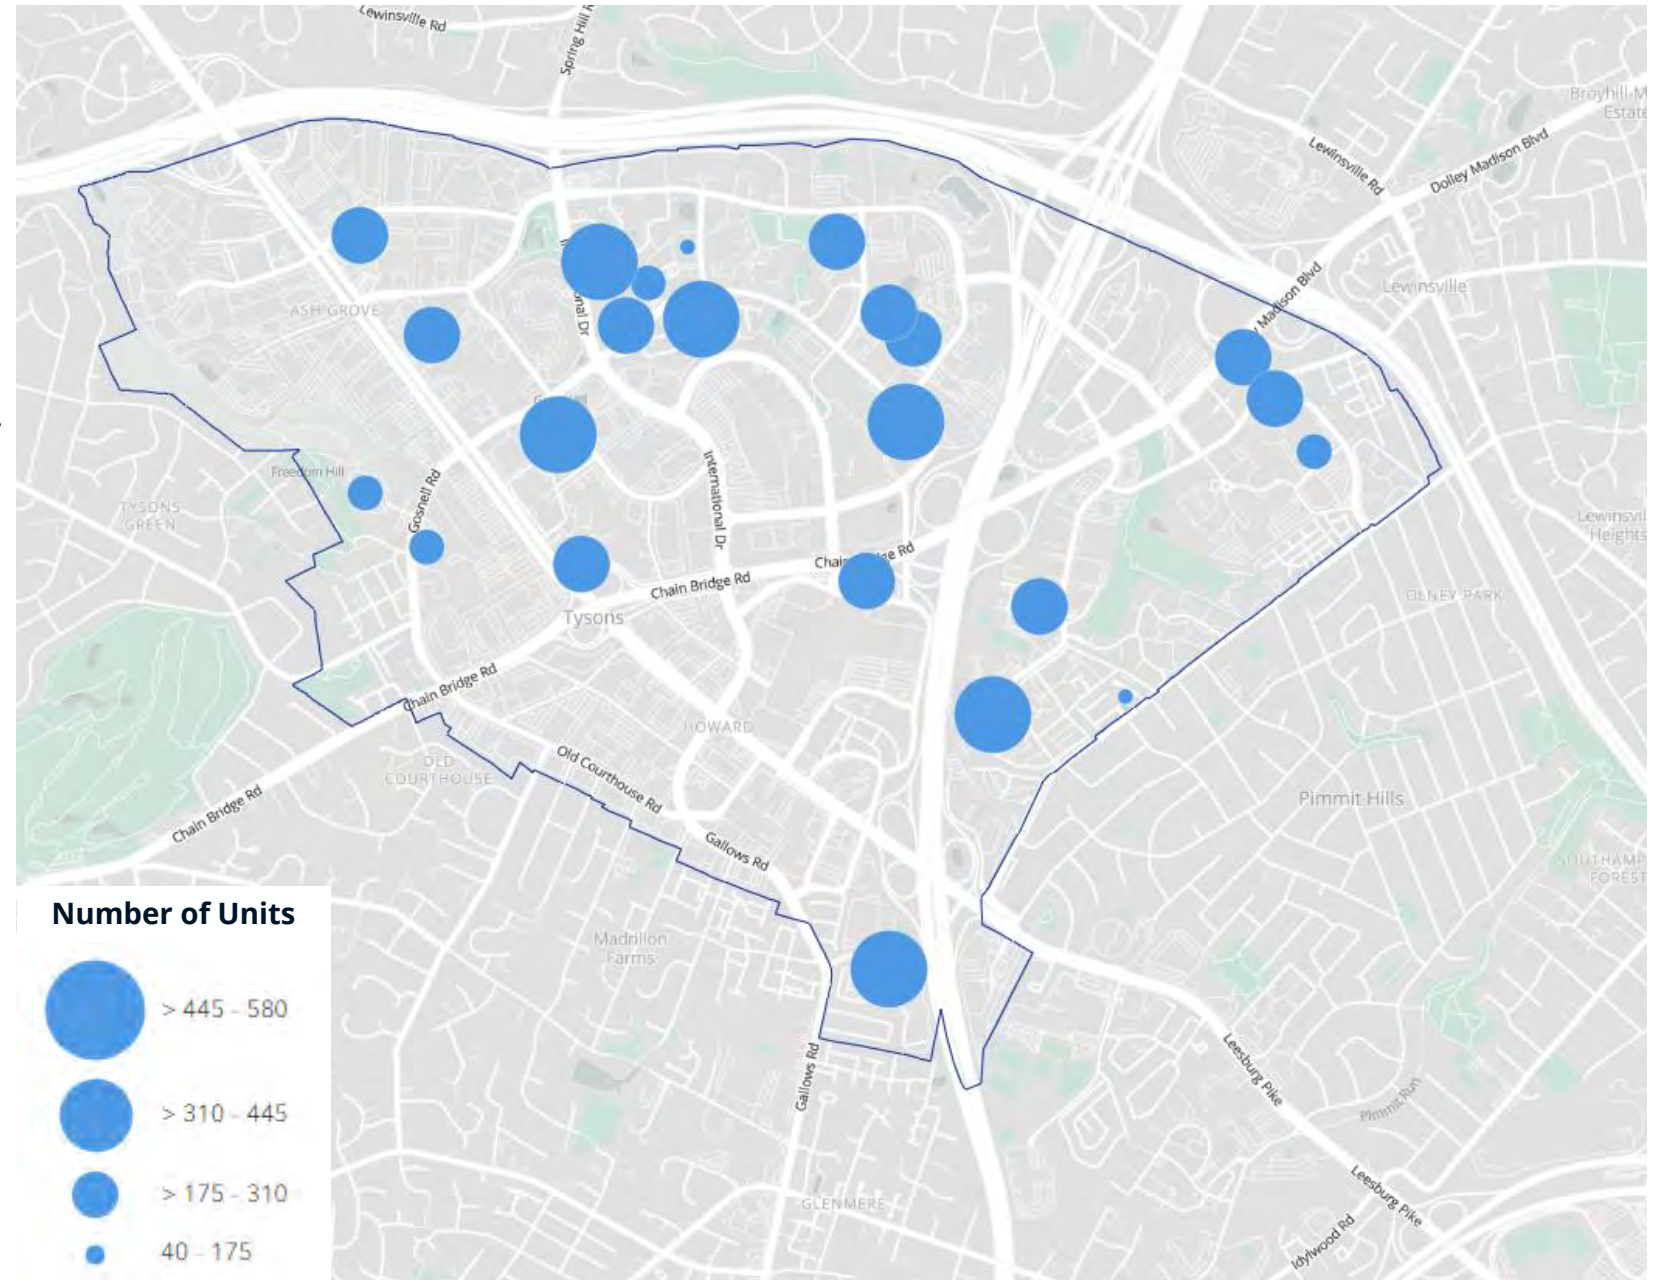 Lewinsville Rd
Spring Hill R
Broyhill-M
Estate
Lewinsville Rd
Dolley Madison Blvd
Madison Blvd
Lewinsville
ASH GROVE
onal Dr
Freedom Hill
TYSONS
GREEN
Gosnell Rd
International Dr
Lewinsvil
Heights
Chain Bridge Rd
Chain Bridge Rd
OLNEY PARK
Tysons
Chain Bridge Rd
HOWARD
OLD
COURTHOUSE
Old Courthouse Rd
Pimmit Hills
Chain Bridge Rd
Gallows Rd
SOUTHAMP
FOREST
Number of Units
Madrillon
Farms
> 445 - 580
Gallows Rd
Leesburg Pike
Pimmit Run
> 310 - 445
> 175 - 310
GLENMERE
Leesburg Pike
Idylwood Rd
40 - 175